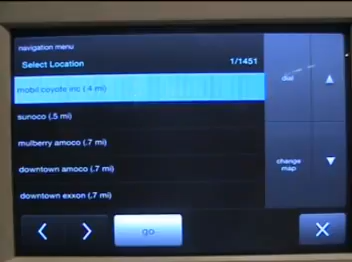 navigation menu
Select Location 1/1451
mobil:coyote inc (.4 mi)
sunoco (.5 mi)
mulberry amoco (.7 mi)
downtown amoco (.7 mi)
downtown exxon (.7 mi)
dial
change map
go
X